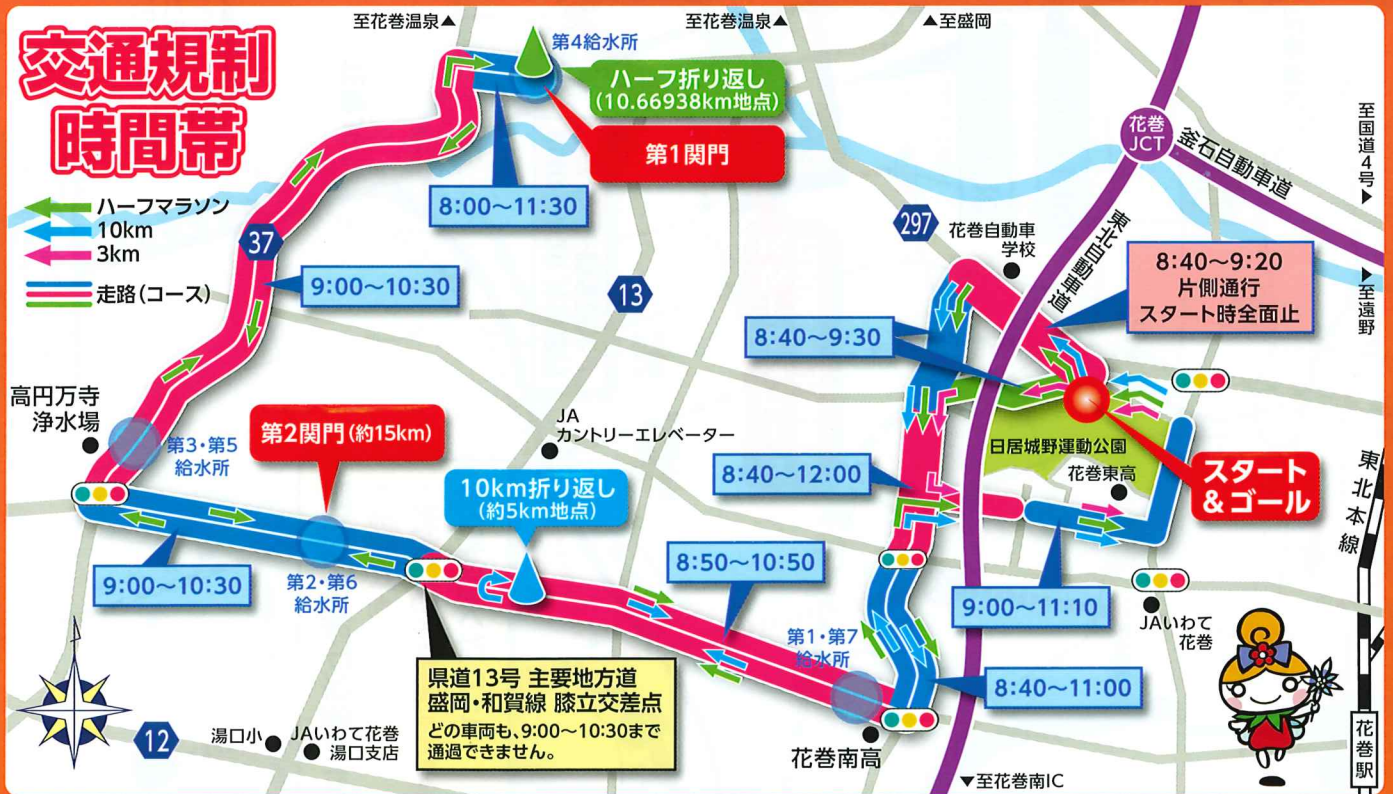 交通規制
時間帯
ハーフマラソン
10km
3km
走路(コース)
至花巻温泉▲
至花巻温泉▲
▲至盛岡
第4給水所
ハーフ折り返し
(10.66938km地点)
第1関門
8:00〜11:30
37
9:00〜10:30
13
297
花巻自動車
学校
花巻
JCT
釜石自動車道
東北自動車道
至国道4号▶
▶至遠野
8:40〜9:20
片側通行
スタート時全面止
8:40〜9:30
高円万寺
浄水場
第3・第5
給水所
第2関門(約15km)
JA
カントリーエレベーター
10km折り返し
(約5km地点)
8:40〜12:00
日居城野運動公園
花巻東高
スタート
&ゴール
東北本線
9:00〜10:30
第2・第6
給水所
8:50〜10:50
9:00〜11:10
JAいわて
花巻
第1・第7
給水所
8:40〜11:00
県道13号 主要地方道
盛岡・和賀線 膝立交差点
どの車両も、9:00〜10:30まで
通過できません。
12
湯口小
JAいわて花巻
湯口支店
花巻南高
▼至花巻南IC
花巻駅